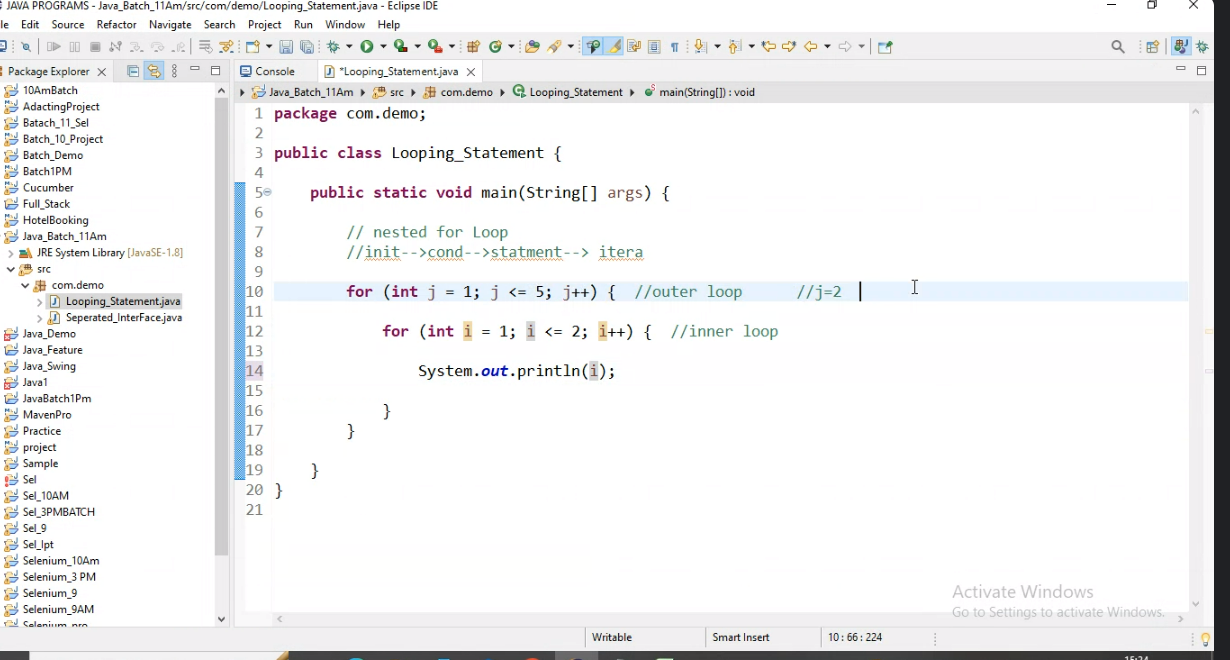 JAVA PROGRAMS - Java_Batch_11Am/src/com/demo/Looping_Statement.java - Eclipse IDE
Edit Source Refactor Navigate Search Project Run Window Help
Package Explorer
Console *Looping_Statement.java
Java_Batch_11Am src com.demo Looping_Statement main(String[]) : void
10AmBatch
AdactingProject
Batach_11_Sel
Batch_10_Project
Batch_Demo
Batch1PM
Cucumber
Full_Stack
HotelBooking
Java_Batch_11Am
JRE System Library [JavaSE-1.8]
src
com.demo
Looping_Statement.java
Seperated_InterFace.java
Java_Demo
Java_Feature
Java_Swing
Java1
JavaBatch1Pm
MavenPro
Practice
project
Sample
Sel
Sel_10AM
Sel_3PMBATCH
Sel_9
Sel_Ipt
Selenium_10Am
Selenium_3 PM
Selenium_9
Selenium_9AM
Selenium_pro
1 package com.demo;
2
3 public class Looping_Statement {
4
5 public static void main(String[] args) {
6
7 // nested for Loop
8 //init-->cond-->statment--> itera
9
10 for (int j = 1; j <= 5; j++) { //outer loop //j=2
11
12 for (int i = 1; i <= 2; i++) { //inner loop
13
14 System.out.println(i);
15
16 }
17 }
18
19 }
20 }
21
Activate Windows
Go to Settings to activate Windows.
Writable Smart Insert 10 : 66 : 224
15:24